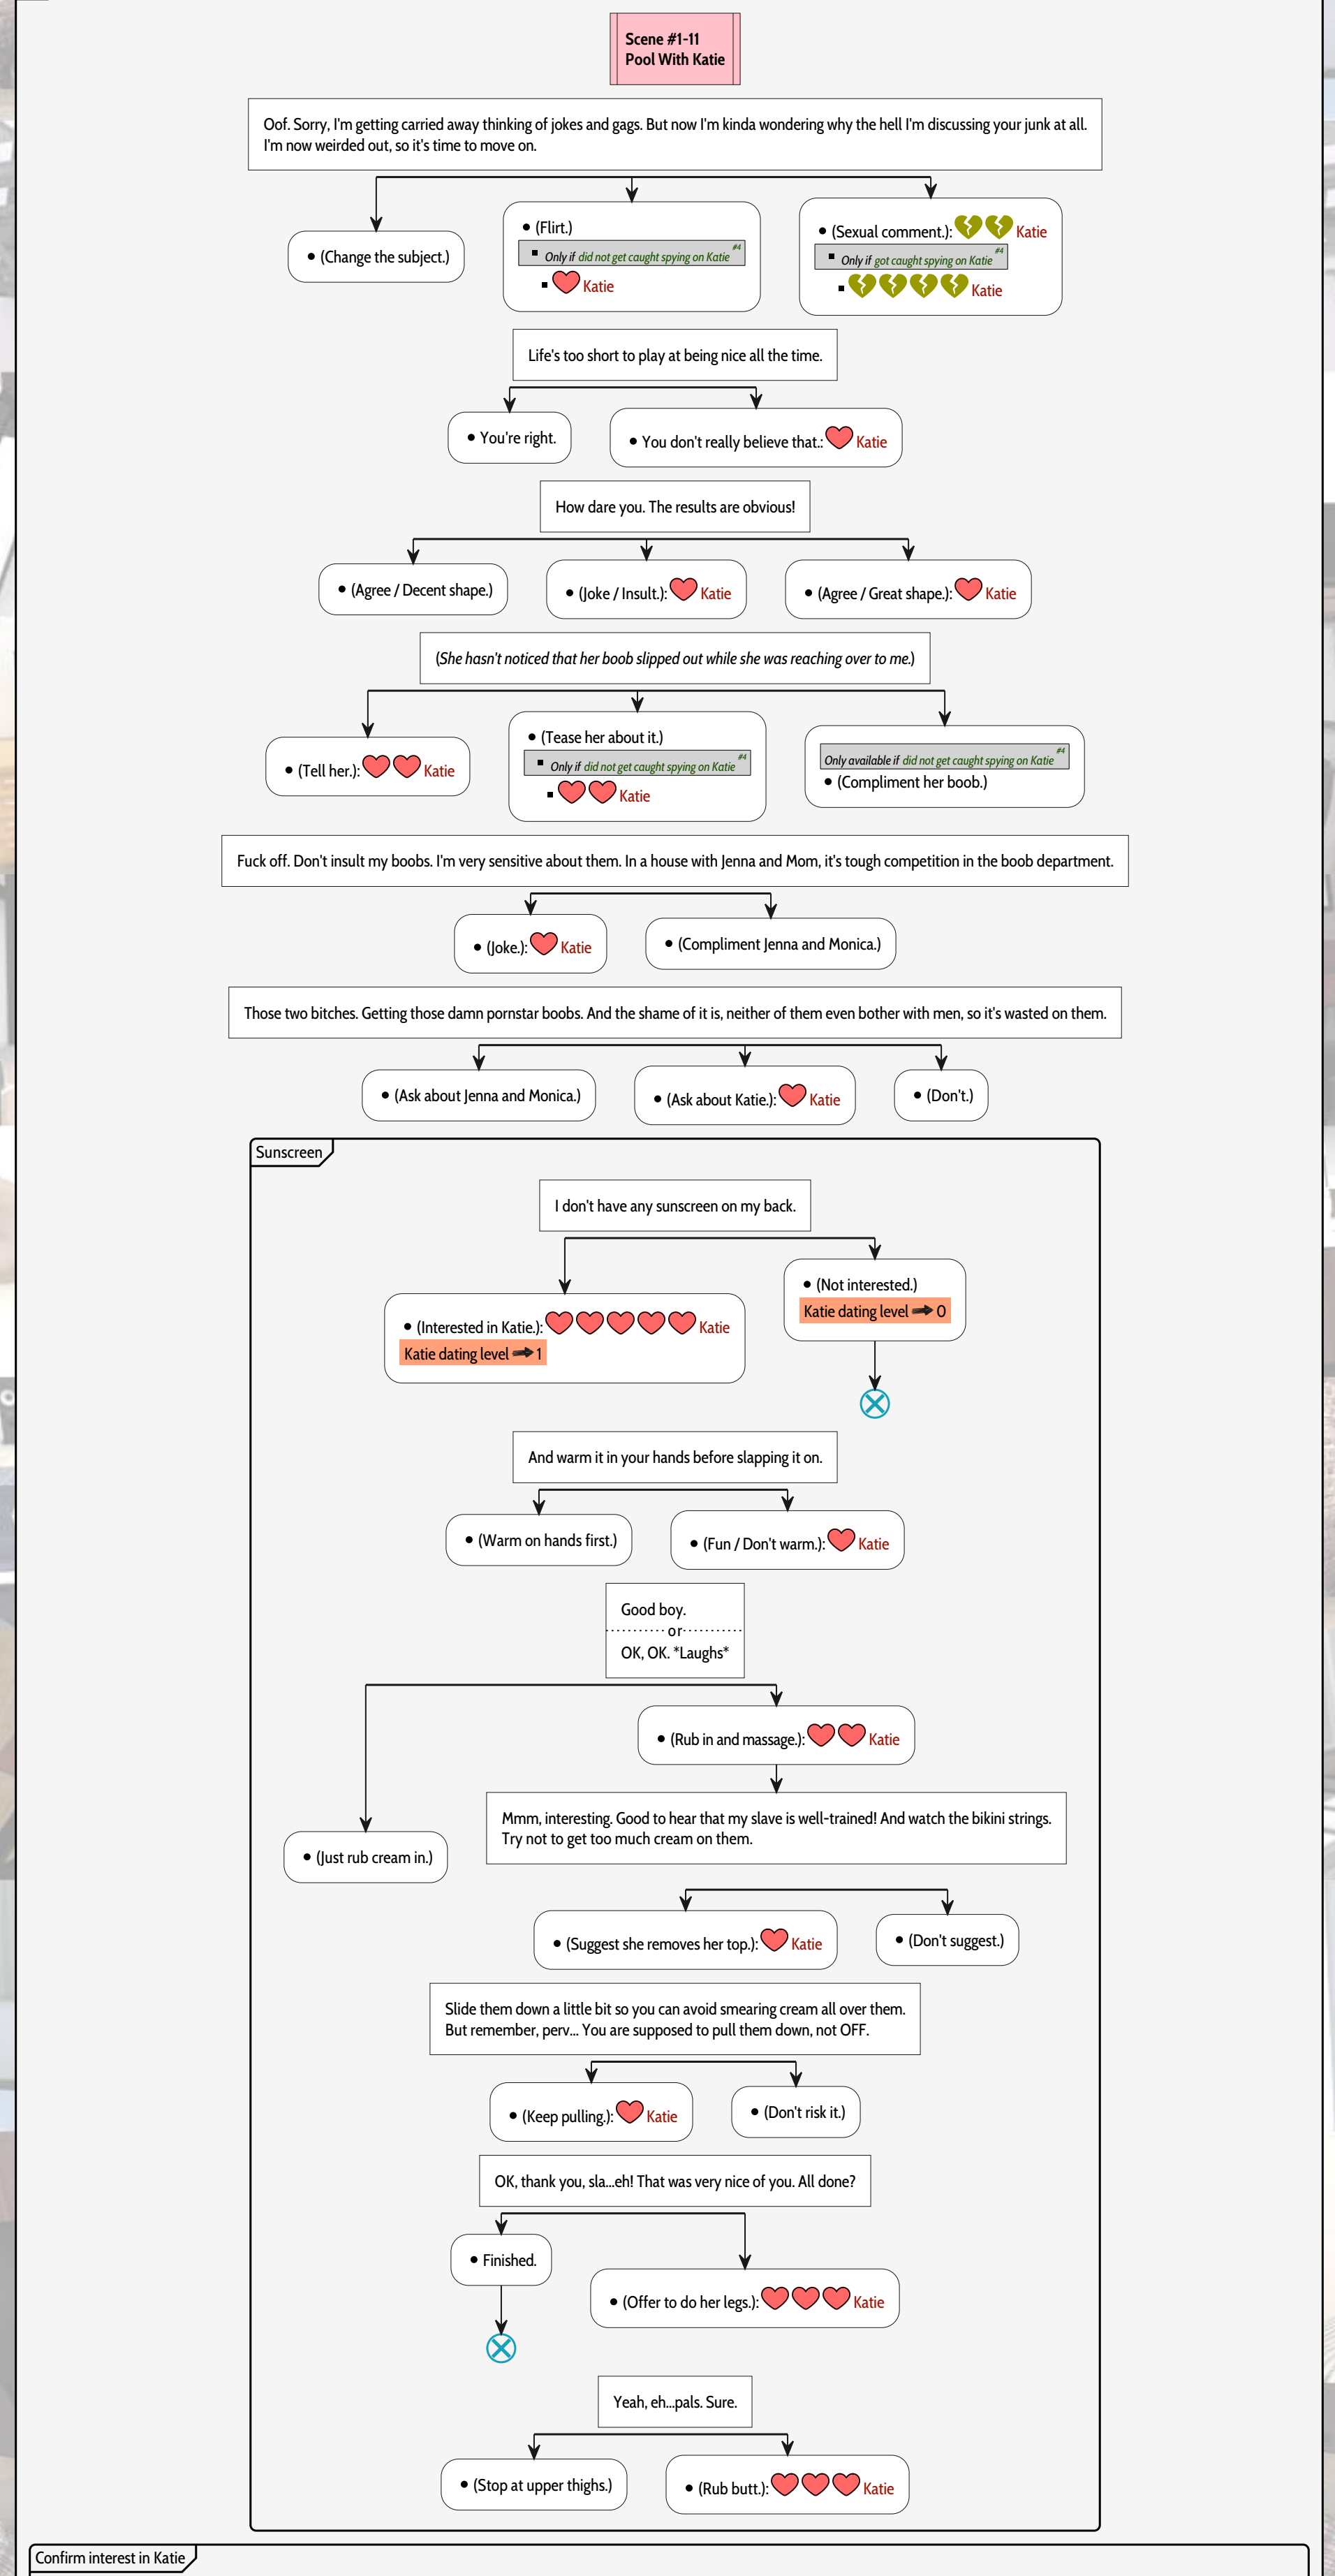 Scene #1-11
Pool With Katie
Oof. Sorry, I'm getting carried away thinking of jokes and gags. But now I'm kinda wondering why the hell I'm discussing your junk at all.
I'm now weirded out, so it's time to move on.
(Change the subject.)
(Flirt.)
Only if did not get caught spying on Katie #4
Katie
(Sexual comment.): Katie
Only if got caught spying on Katie #4
Katie
Life's too short to play at being nice all the time.
You're right.
You don't really believe that.: Katie
How dare you. The results are obvious!
(Agree / Decent shape.)
(Joke / Insult.): Katie
(Agree / Great shape.): Katie
(She hasn't noticed that her boob slipped out while she was reaching over to me.)
(Tell her.): Katie
(Tease her about it.)
Only if did not get caught spying on Katie #4
Katie
Only available if did not get caught spying on Katie #4
(Compliment her boob.)
Fuck off. Don't insult my boobs. I'm very sensitive about them. In a house with Jenna and Mom, it's tough competition in the boob department.
(Joke.): Katie
(Compliment Jenna and Monica.)
Those two bitches. Getting those damn pornstar boobs. And the shame of it is, neither of them even bother with men, so it's wasted on them.
(Ask about Jenna and Monica.)
(Ask about Katie.): Katie
(Don't.)
Sunscreen
I don't have any sunscreen on my back.
(Interested in Katie.): Katie
Katie dating level 1
(Not interested.)
Katie dating level 0
And warm it in your hands before slapping it on.
(Warm on hands first.)
(Fun / Don't warm.): Katie
Good boy.
or
OK, OK. *Laughs*
(Rub in and massage.): Katie
Mmm, interesting. Good to hear that my slave is well-trained! And watch the bikini strings.
Try not to get too much cream on them.
(Just rub cream in.)
(Suggest she removes her top.): Katie
(Don't suggest.)
Slide them down a little bit so you can avoid smearing cream all over them.
But remember, perv... You are supposed to pull them down, not OFF.
(Keep pulling.): Katie
(Don't risk it.)
OK, thank you, sla...eh! That was very nice of you. All done?
Finished.
(Offer to do her legs.): Katie
Yeah, eh...pals. Sure.
(Stop at upper thighs.)
(Rub butt.): Katie
Confirm interest in Katie